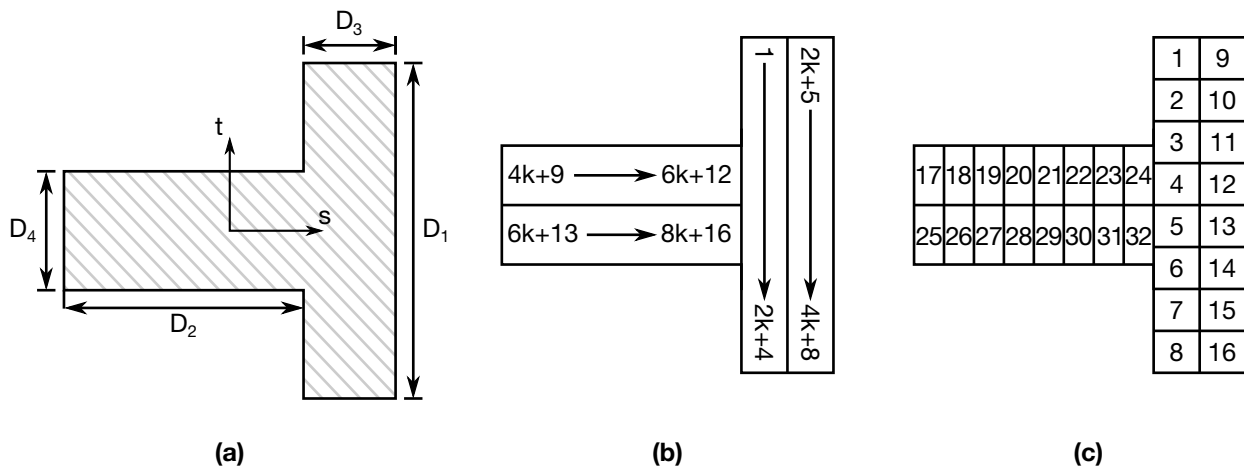 D3
t
s
D4
D1
D2
(a)
1
2k+5
4k+9
6k+12
6k+13
8k+16
2k+4
4k+8
(b)
1 9
2 10
3 11
17 18 19 20 21 22 23 24 4 12
25 26 27 28 29 30 31 32 5 13
6 14
7 15
8 16
(c)